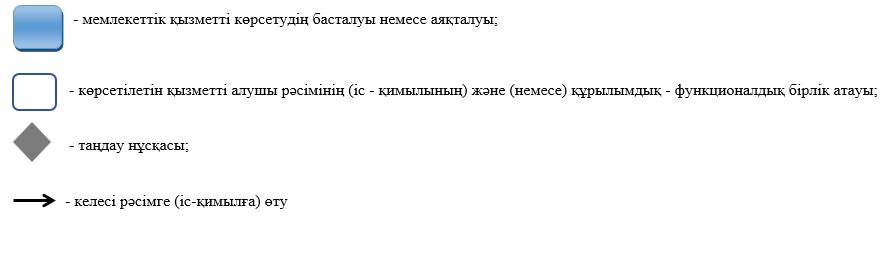 - мемлекеттік қызметті көрсетудің басталуы немесе аяқталуы;
- көрсетілетін қызметті алушы рәсімінің (іс - қимылының) және (немесе) құрылымдық - функционалдық бірлік атауы;
- таңдау нұсқасы;
- келесі рәсімге (іс-қимылға) өту